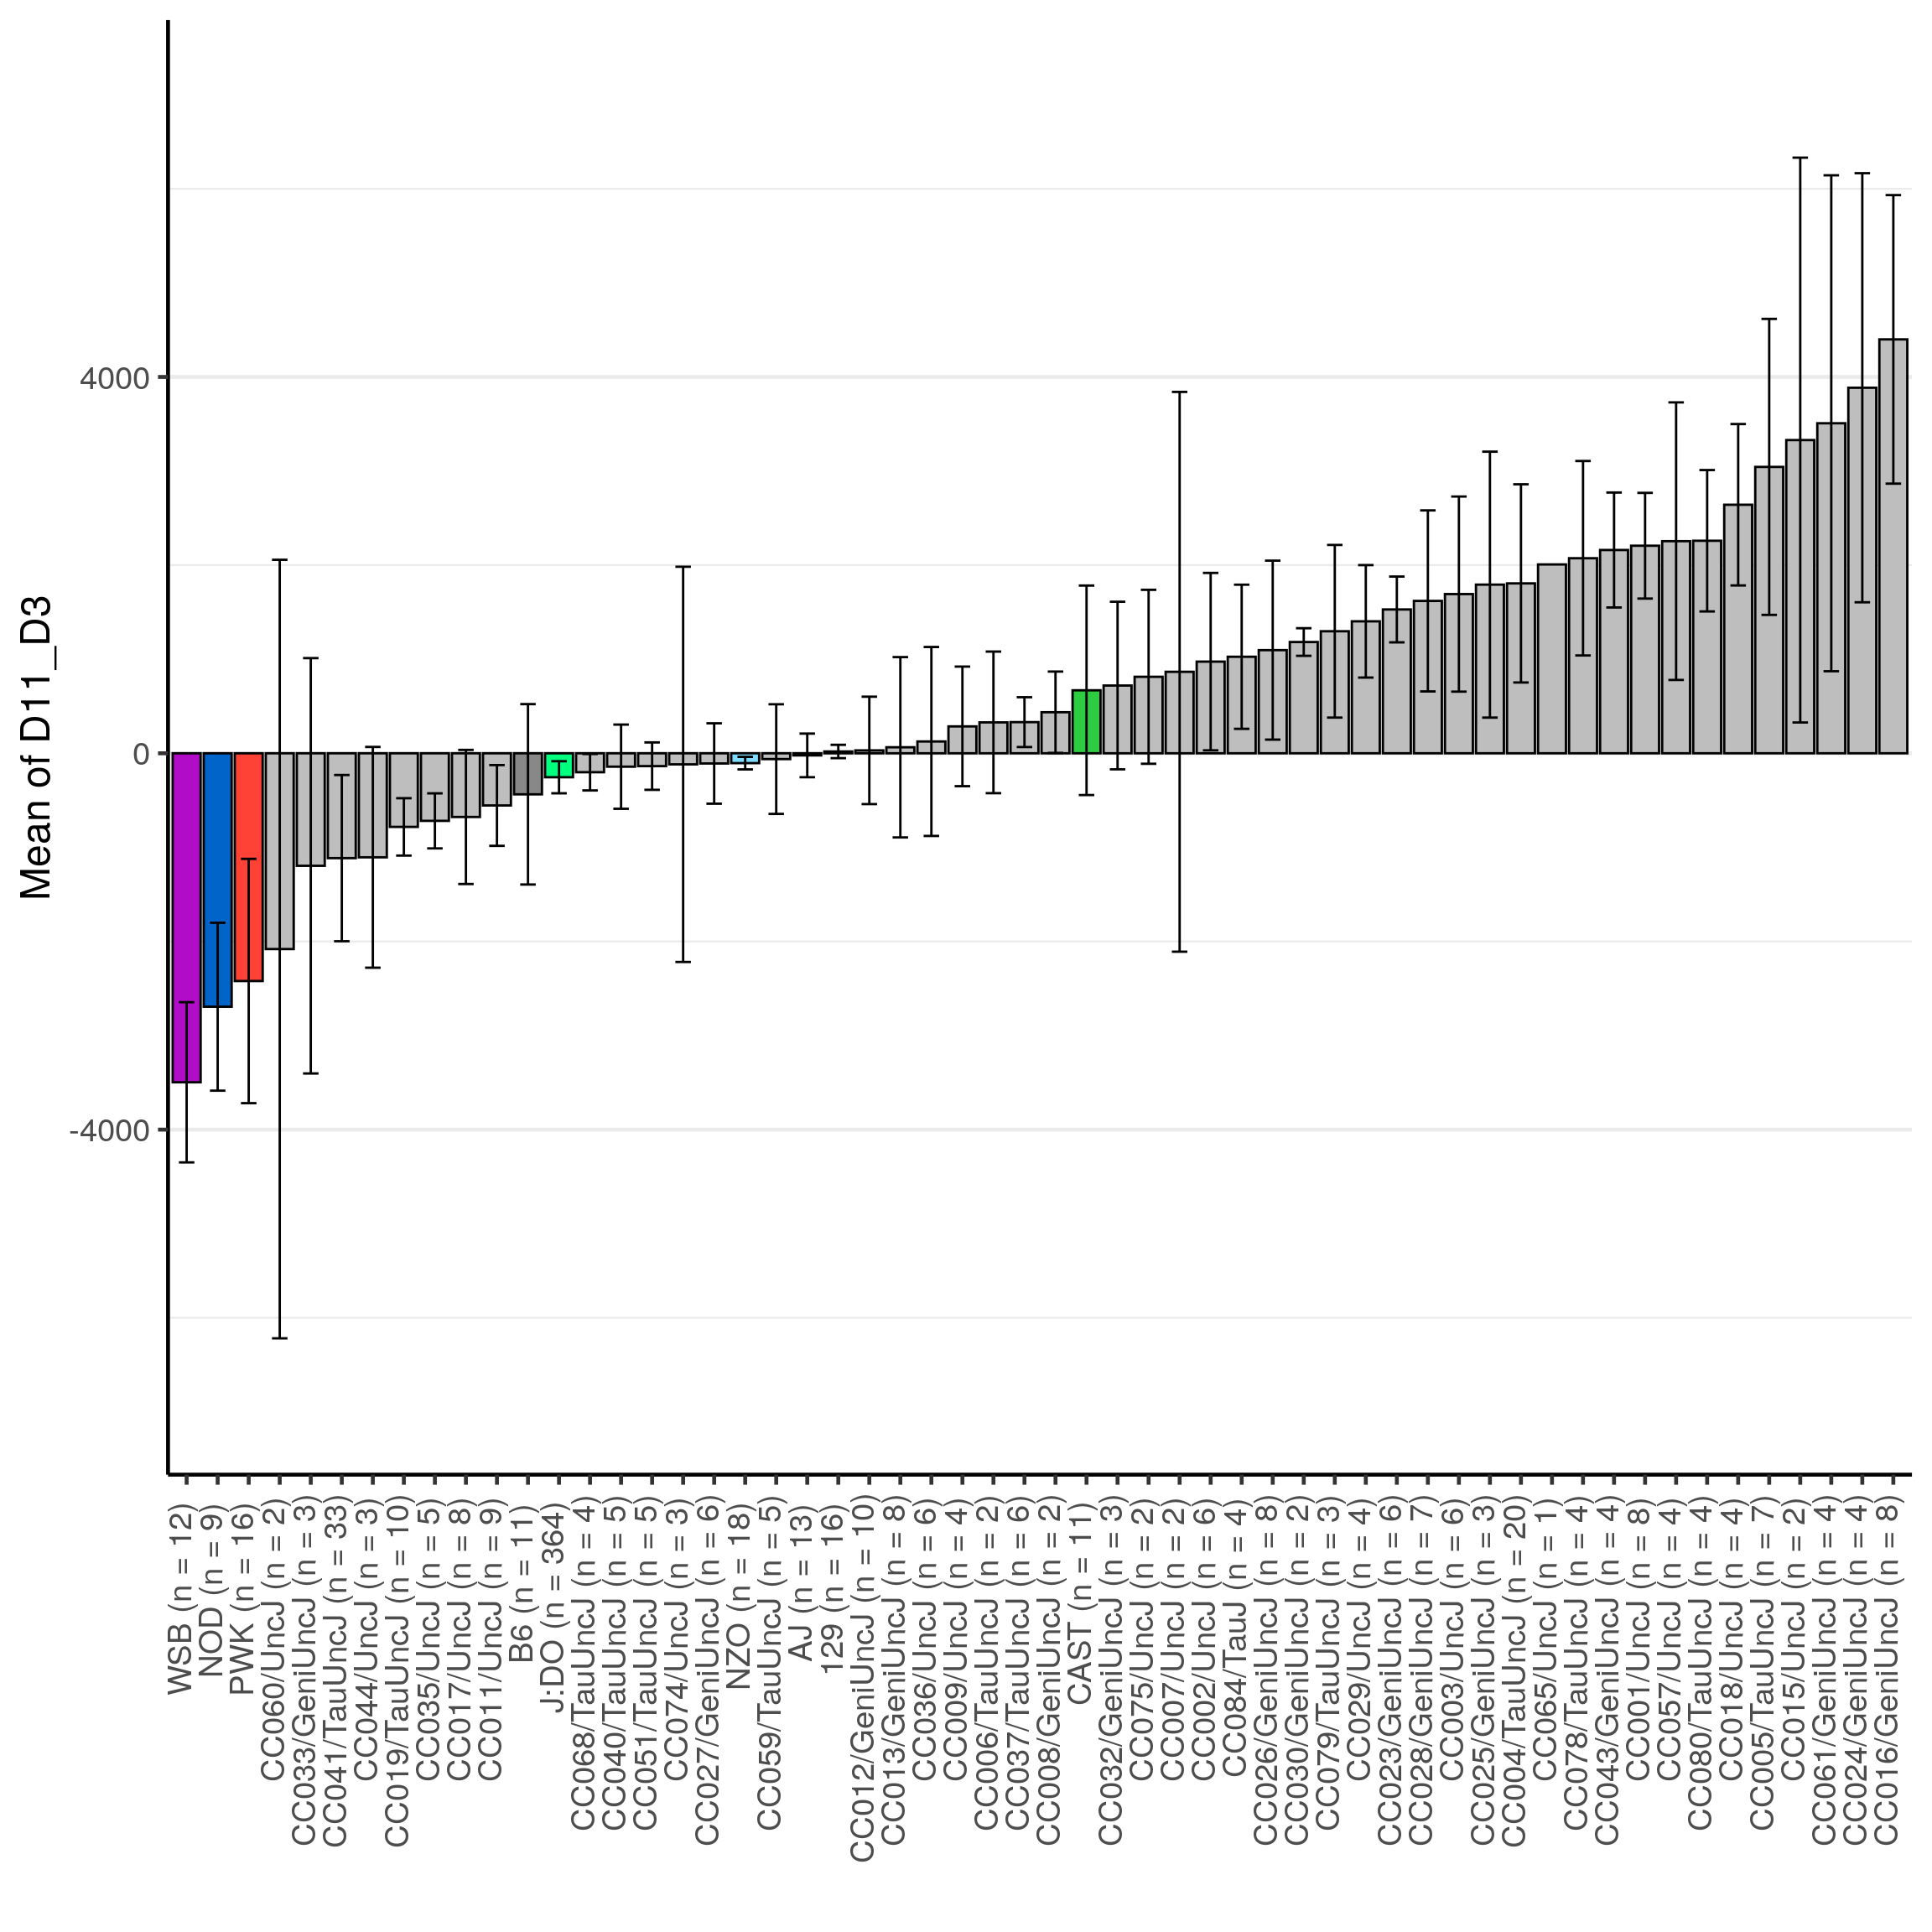 Mean of D11_D3
4000
0
-4000
WSB (n = 12)
NOD (n = 9)
PWK (n = 16)
CC060/UncJ (n = 2)
CC033/GeniUncJ (n = 3)
CC041/TauUncJ (n = 33)
CC044/UncJ (n = 3)
CC019/TauUncJ (n = 10)
CC035/UncJ (n = 5)
CC017/UncJ (n = 8)
CC011/UncJ (n = 9)
B6 (n = 11)
J:DO (n = 364)
CC068/TauUncJ (n = 4)
CC040/TauUncJ (n = 5)
CC051/TauUncJ (n = 5)
CC074/UncJ (n = 3)
CC027/GeniUncJ (n = 6)
NZO (n = 18)
CC059/TauUncJ (n = 5)
AJ (n = 13)
129 (n = 16)
CC012/GeniUncJ (n = 10)
CC013/GeniUncJ (n = 8)
CC036/UncJ (n = 6)
CC009/UncJ (n = 4)
CC006/TauUncJ (n = 2)
CC037/TauUncJ (n = 6)
CC008/GeniUncJ (n = 2)
CAST (n = 11)
CC032/GeniUncJ (n = 3)
CC075/UncJ (n = 2)
CC007/UncJ (n = 2)
CC002/UncJ (n = 6)
CC084/TauJ (n = 4)
CC026/GeniUncJ (n = 8)
CC030/GeniUncJ (n = 2)
CC079/TauUncJ (n = 3)
CC029/UncJ (n = 4)
CC023/GeniUncJ (n = 6)
CC028/GeniUncJ (n = 7)
CC003/UncJ (n = 6)
CC025/GeniUncJ (n = 3)
CC004/TauUncJ (n = 20)
CC065/UncJ (n = 1)
CC078/TauUncJ (n = 4)
CC043/GeniUncJ (n = 4)
CC001/UncJ (n = 8)
CC057/UncJ (n = 4)
CC080/TauUncJ (n = 4)
CC018/UncJ (n = 4)
CC005/TauUncJ (n = 7)
CC015/UncJ (n = 2)
CC061/GeniUncJ (n = 4)
CC024/GeniUncJ (n = 4)
CC016/GeniUncJ (n = 8)